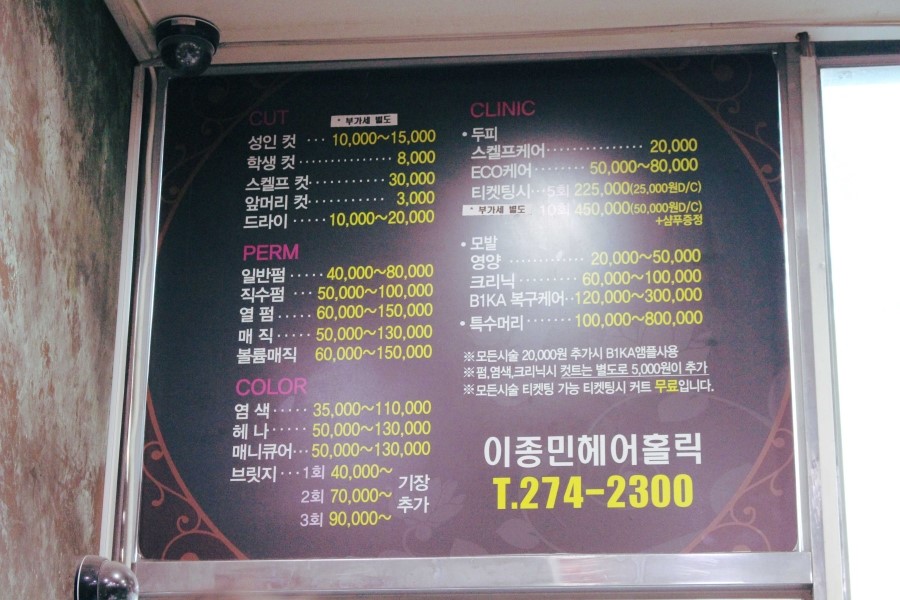 CUT
* 부가세 별도
성인 컷 ··· 10,000~15,000
학생 컷 ·············· 8,000
스켈프 컷 ··········· 30,000
앞머리 컷 ··········· 3,000
드라이 ····· 10,000~20,000
PERM
일반펌 ····· 40,000~80,000
직수펌 ··· 50,000~100,000
열 펌 ····· 60,000~150,000
매 직 ····· 50,000~130,000
볼륨매직 60,000~150,000
COLOR
염 색 ····· 35,000~110,000
헤 나 ····· 50,000~130,000
매니큐어 ··· 50,000~130,000
브릿지 ··· 1회 40,000~
2회 70,000~
3회 90,000~
기장
추가
CLINIC
• 두피
스켈프케어 ··············· 20,000
ECO케어 ······· 50,000~80,000
티켓팅시 ··· 5회 225,000(25,000원D/C)
* 부가세 별도 10회 450,000(50,000원D/C)
+샴푸증정
• 모발
영양 ············ 20,000~50,000
크리닉 ········· 60,000~100,000
B1KA 복구케어 ·· 120,000~300,000
• 특수머리 ······· 100,000~800,000
※ 모든시술 20,000원 추가시 B1KA앰플사용
※ 펌,염색,크리닉시 컷트는 별도로 5,000원이 추가
※ 모든시술 티켓팅 가능 티켓팅시 커트 무료입니다.
이종민헤어홀릭
T.274-2300